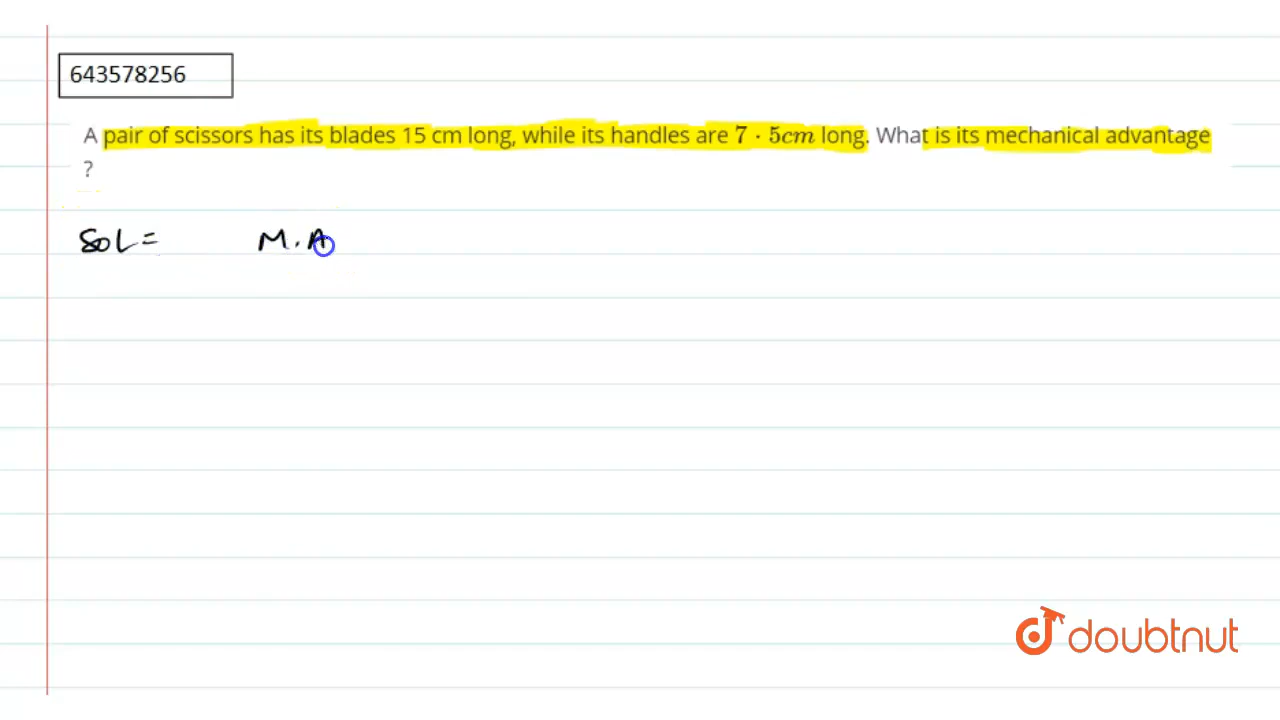 643578256
A pair of scissors has its blades 15 cm long, while its handles are 7 · 5cm long. What is its mechanical advantage
?
SOL = M.A
doubtnut